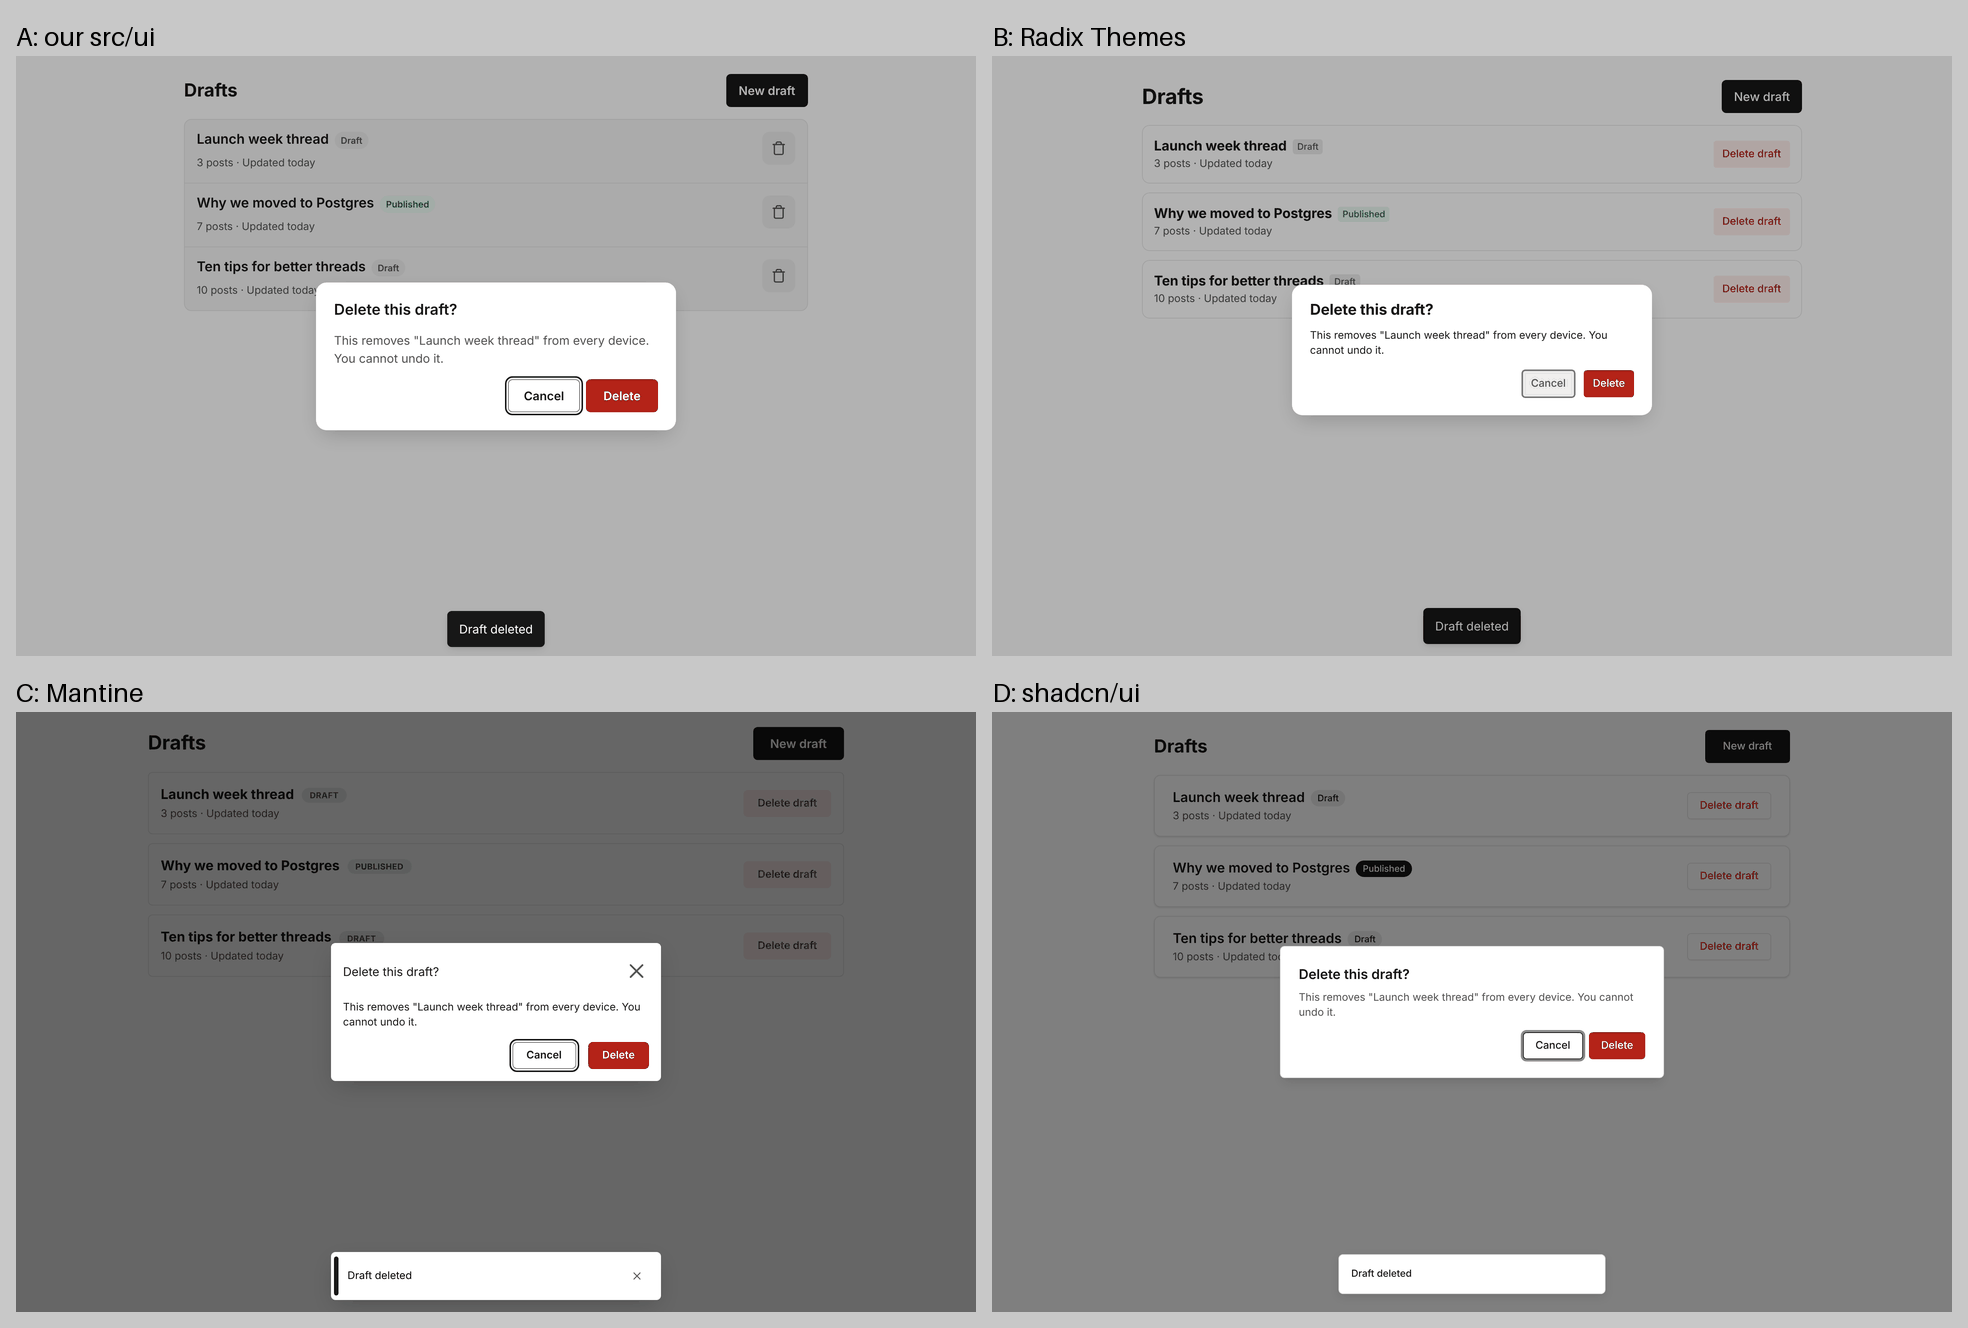 A: our src/ui
Drafts
New draft
Launch week thread Draft
3 posts · Updated today
Why we moved to Postgres Published
7 posts · Updated today
Ten tips for better threads Draft
10 posts · Updated today
Delete this draft?
This removes "Launch week thread" from every device.
You cannot undo it.
Cancel Delete
Draft deleted
B: Radix Themes
Drafts
New draft
Launch week thread Draft
3 posts · Updated today
Delete draft
Why we moved to Postgres Published
7 posts · Updated today
Delete draft
Ten tips for better threads Draft
10 posts · Updated today
Delete draft
Delete this draft?
This removes "Launch week thread" from every device. You
cannot undo it.
Cancel Delete
Draft deleted
C: Mantine
Drafts
New draft
Launch week thread DRAFT
3 posts · Updated today
Delete draft
Why we moved to Postgres PUBLISHED
7 posts · Updated today
Delete draft
Ten tips for better threads DRAFT
10 posts · Updated today
Delete draft
Delete this draft?
This removes "Launch week thread" from every device. You
cannot undo it.
Cancel Delete
Draft deleted
D: shadcn/ui
Drafts
New draft
Launch week thread Draft
3 posts · Updated today
Delete draft
Why we moved to Postgres Published
7 posts · Updated today
Delete draft
Ten tips for better threads Draft
10 posts · Updated to
Delete draft
Delete this draft?
This removes "Launch week thread" from every device. You cannot
undo it.
Cancel Delete
Draft deleted